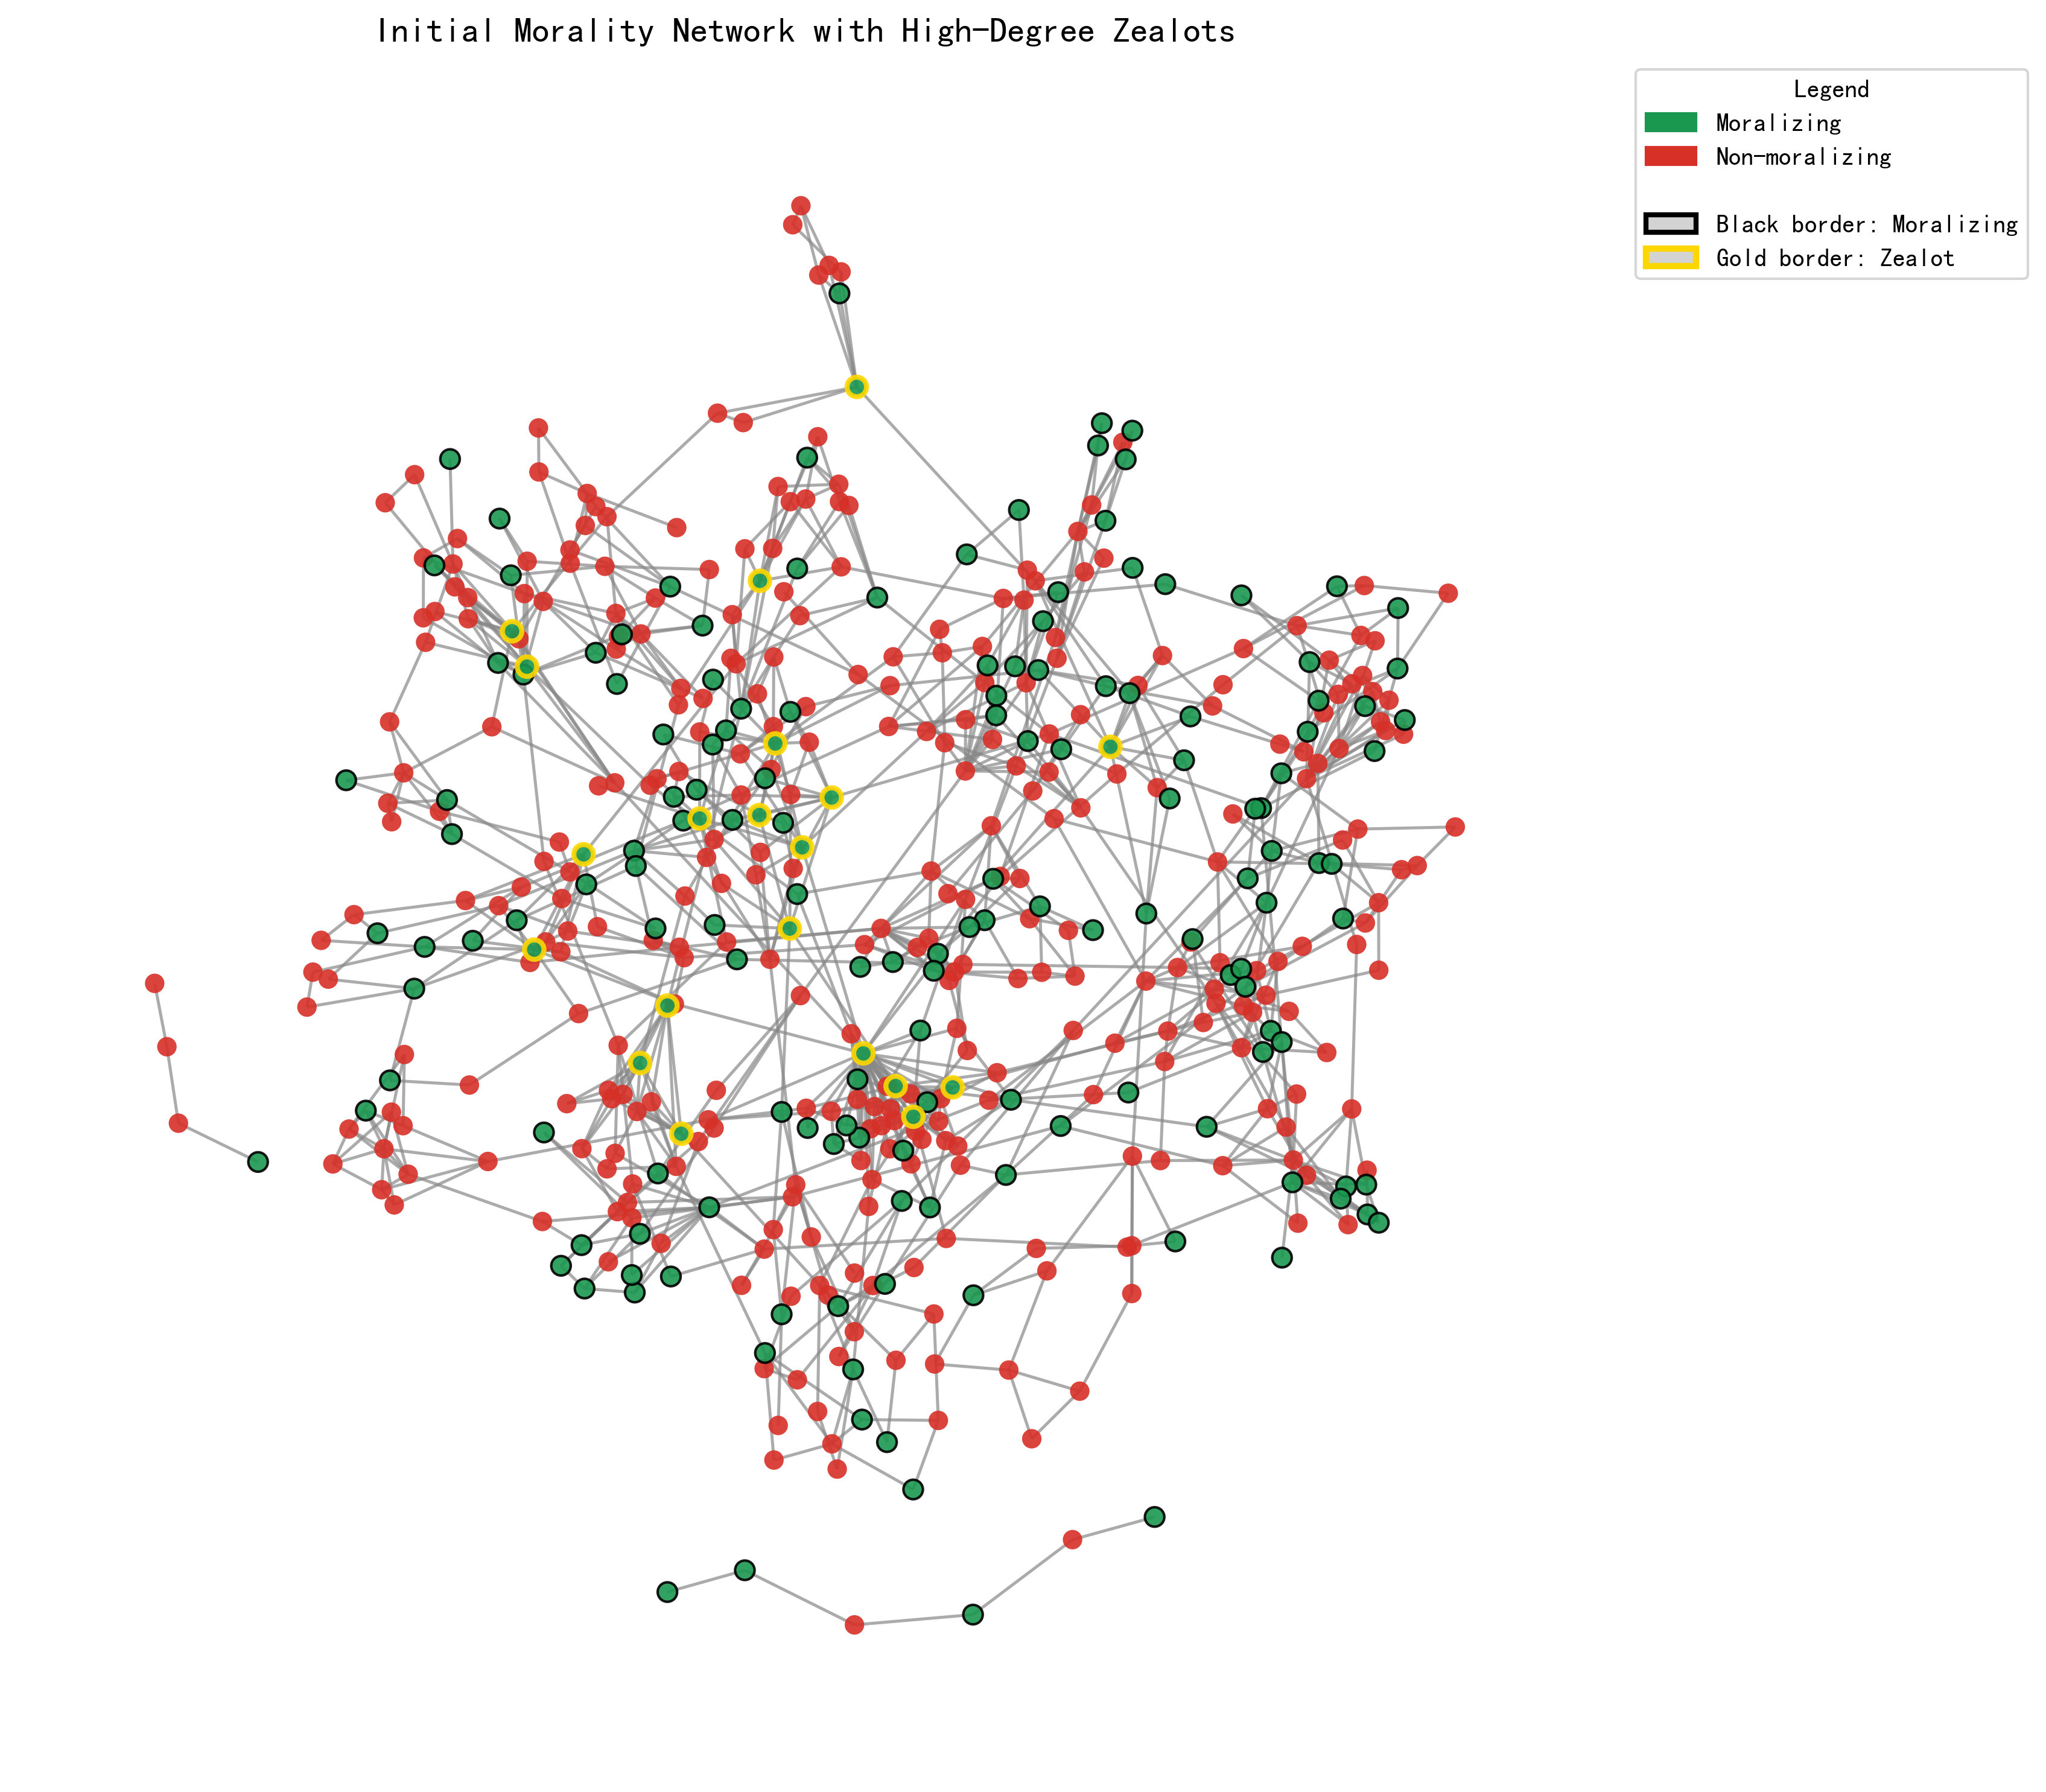 Initial Morality Network with High-Degree Zealots
Legend
Moralizing
Non-moralizing
Black border: Moralizing
Gold border: Zealot